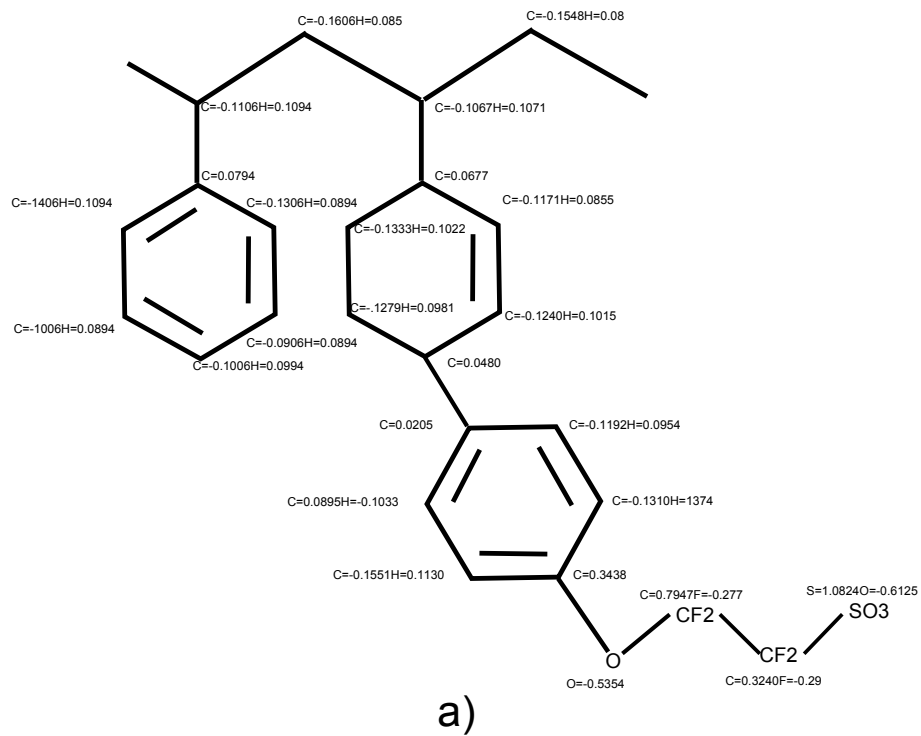 C=-0.1606H=0.085
C=-0.1548H=0.08
C=-0.1106H=0.1094
C=-0.1067H=0.1071
C=0.0794
C=0.0677
C=-1406H=0.1094
C=-0.1306H=0.0894
C=-0.1171H=0.0855
C=-0.1333H=0.1022
C=-.1279H=0.0981
C=-0.1240H=0.1015
C=-1006H=0.0894
C=-0.0906H=0.0894
C=-0.1006H=0.0994
C=0.0480
C=0.0205
C=-0.1192H=0.0954
C=0.0895H=-0.1033
C=-0.1310H=1374
C=-0.1551H=0.1130
C=0.3438
C=0.7947F=-0.277
S=1.0824O=-0.6125
CF2
SO3
O
CF2
O=-0.5354
C=0.3240F=-0.29
a)